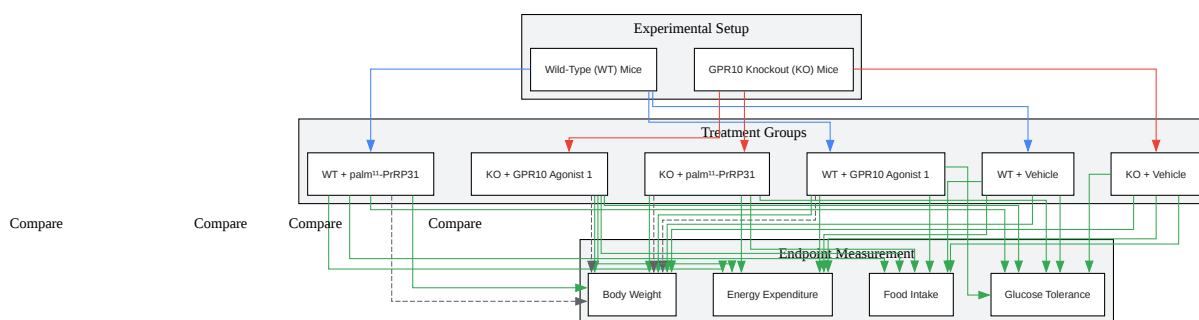 Experimental Setup
Wild-Type (WT) Mice
GPR10 Knockout (KO) Mice
Treatment Groups
WT + palm¹¹-PrRP31
KO + GPR10 Agonist 1
KO + palm¹¹-PrRP31
WT + GPR10 Agonist 1
WT + Vehicle
KO + Vehicle
Compare
Compare
Compare
Compare
Endpoint Measurement
Body Weight
Energy Expenditure
Food Intake
Glucose Tolerance